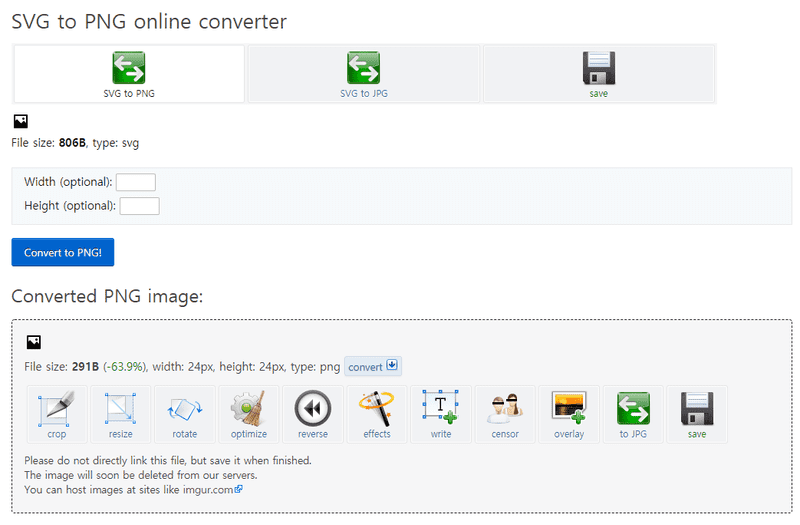 SVG to PNG online converter
SVG to PNG
SVG to JPG
save
File size: 806B, type: svg
Width (optional):
Height (optional):
Convert to PNG!
Converted PNG image:
File size: 291B (-63.9%), width: 24px, height: 24px, type: png convert
crop
resize
rotate
optimize
reverse
effects
T
write
censor
overlay
to JPG
save
Please do not directly link this file, but save it when finished.
The image will soon be deleted from our servers.
You can host images at sites like imgur.com